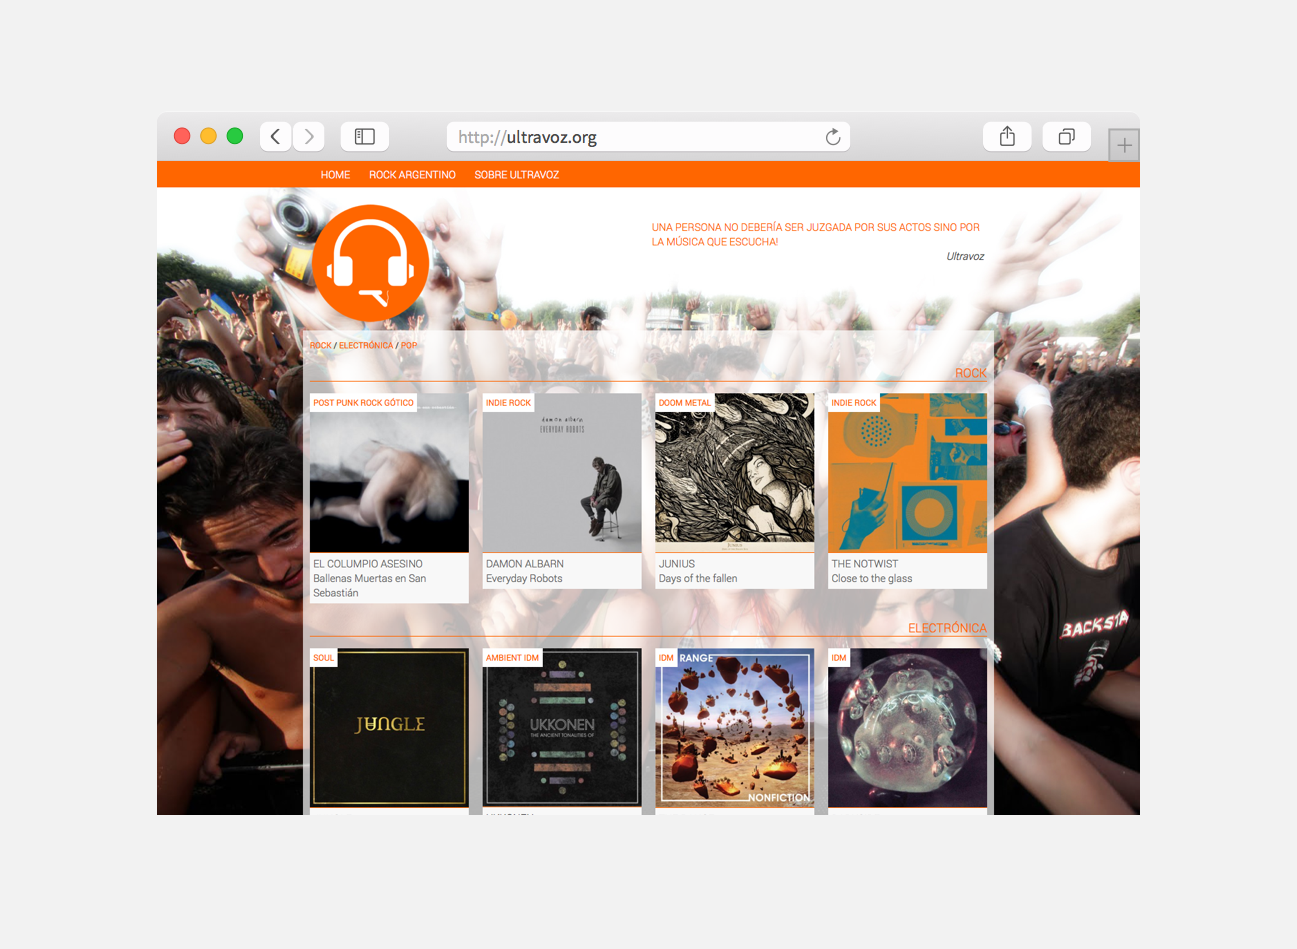 http://ultravoz.org
HOME ROCK ARGENTINO SOBRE ULTRAVOZ
UNA PERSONA NO DEBERÍA SER JUZGADA POR SUS ACTOS SINO POR
LA MÚSICA QUE ESCUCHA!
Ultravoz
ROCK / ELECTRÓNICA / POP
ROCK
POST PUNK ROCK GÓTICO
EL COLUMPIO ASESINO
Ballenas Muertas en San
Sebastián
INDIE ROCK
damon albarn
EVERYDAY ROBOTS
DAMON ALBARN
Everyday Robots
DOOM METAL
JUNIUS
Days of the fallen
INDIE ROCK
THE NOTWIST
Close to the glass
BACKSTA
ELECTRÓNICA
SOUL
JUNGLE
AMBIENT IDM
UKKONEN
THE ANCIENT TONALITIES OF
UKKONEN
IDM
RANGE
NONFICTION
IDM